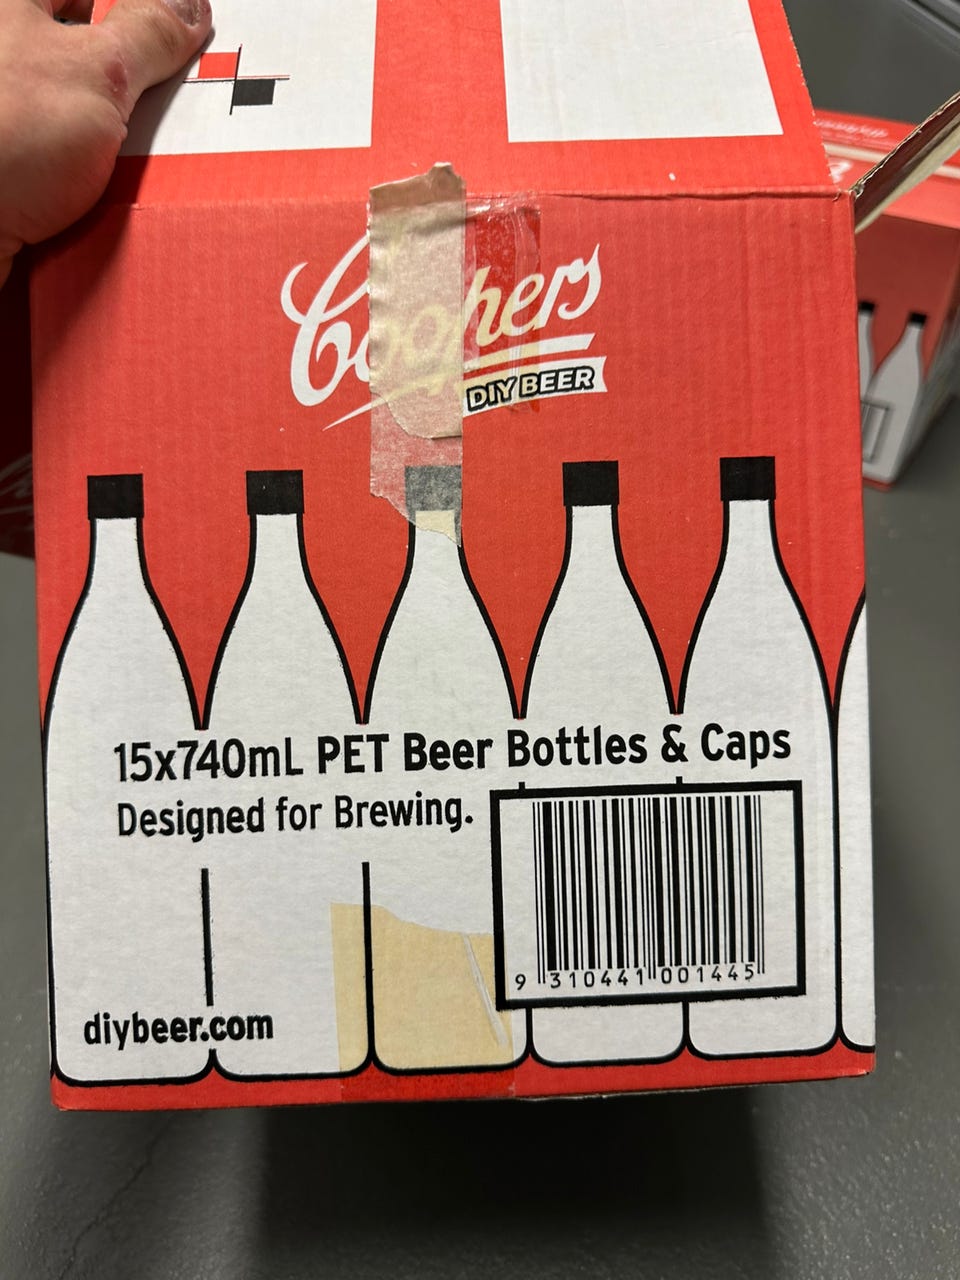 Coopers
DIY BEER
15x740mL PET Beer Bottles & Caps
Designed for Brewing.
9 310441 001445
diybeer.com